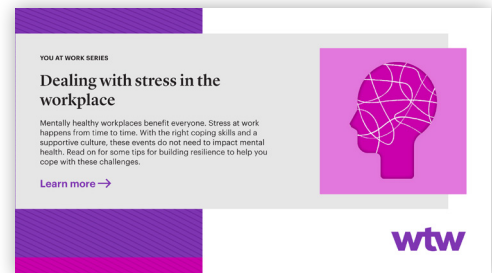 YOU AT WORK SERIES
Dealing with stress in the
workplace
Mentally healthy workplaces benefit everyone. Stress at work
happens from time to time. With the right coping skills and a
supportive culture, these events do not need to impact mental
health. Read on for some tips for building resilience to help you
cope with these challenges.
Learn more →
wtw